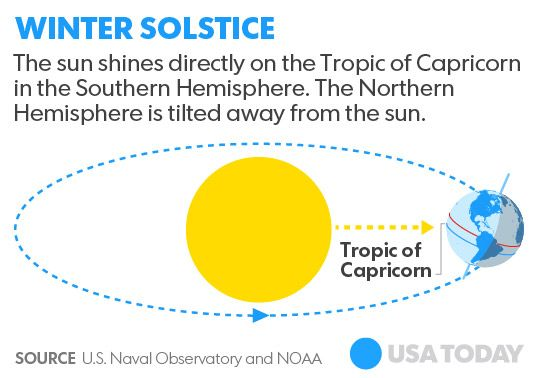 WINTER SOLSTICE
The sun shines directly on the Tropic of Capricorn
in the Southern Hemisphere. The Northern
Hemisphere is tilted away from the sun.
Tropic of
Capricorn
SOURCE U.S. Naval Observatory and NOAA
USA TODAY